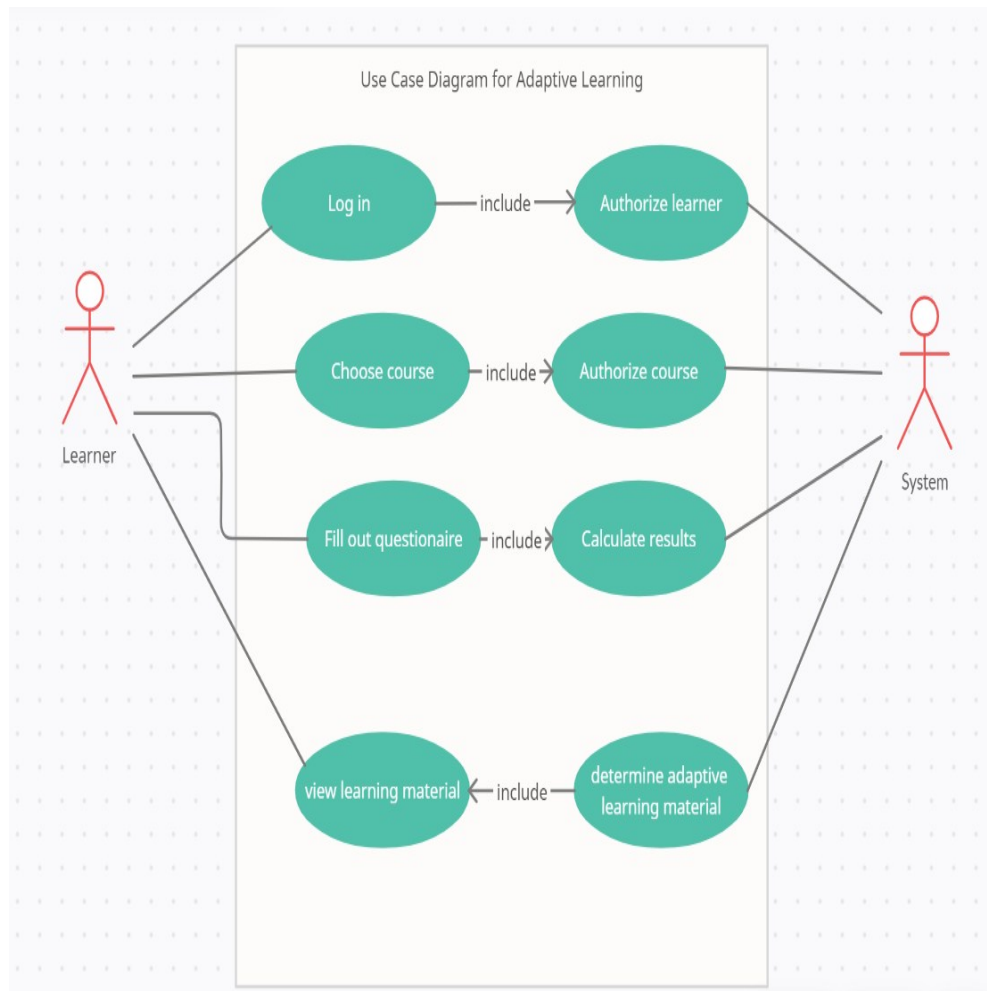 Use Case Diagram for Adaptive Learning
Log in
include
Authorize learner
Choose course
include
Authorize course
Learner
System
Fill out questionaire
include
Calculate results
view learning material
include
determine adaptive
learning material